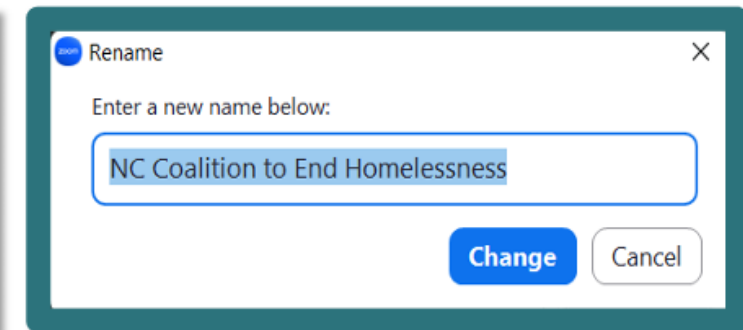 zoom Rename
Enter a new name below:
NC Coalition to End Homelessness
Change Cancel